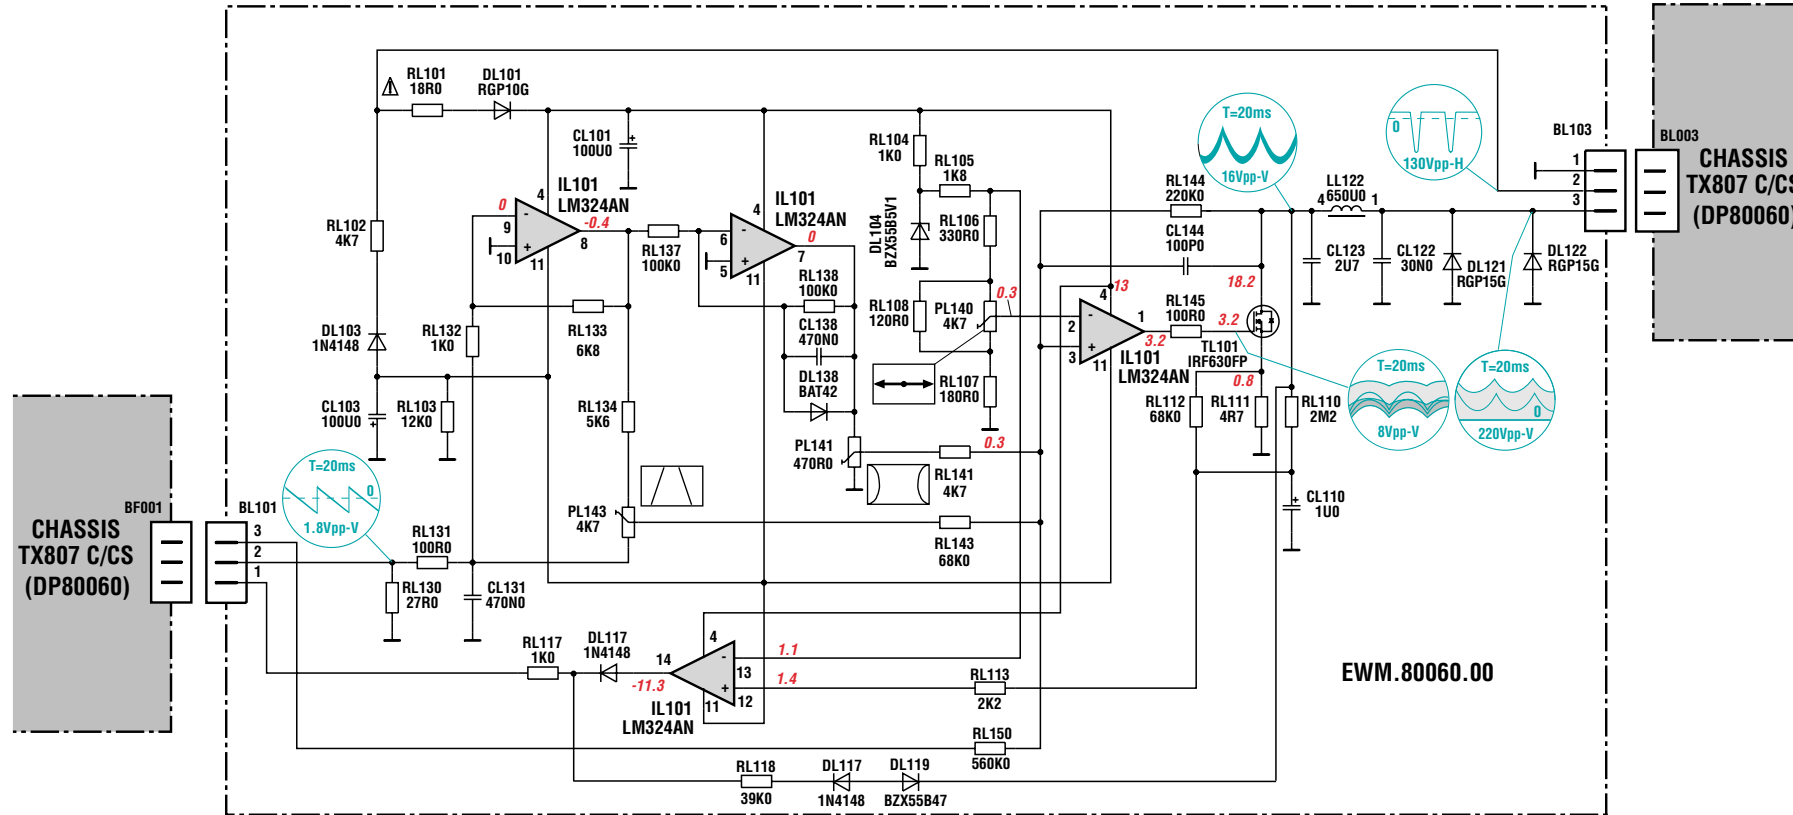 RL101
18R0
DL101
RGP10G
CL101
100U0
+
IL101
LM324AN
0
4
-
9
+
10
11
-0.4
8
RL102
4K7
DL103
1N4148
RL132
1K0
CL103
100U0
+
RL103
12K0
RL133
6K8
RL134
5K6
RL137
100K0
IL101
LM324AN
4
6
-
5
+
11
0
7
RL138
100K0
CL138
470N0
DL138
BAT42
PL141
470R0
RL104
1K0
RL105
1K8
DL104
BZX55B5V1
RL106
330R0
RL108
120R0
PL140
4K7
0.3
RL107
180R0
RL141
4K7
0.3
PL143
4K7
RL143
68K0
T=20ms
16Vpp-V
RL144
220K0
CL144
100P0
13
4
-
2
+
3
11
1
3.2
IL101
LM324AN
RL145
100R0
3.2
18.2
TL101
IRF630FP
0.8
RL112
68K0
RL111
4R7
RL110
2M2
+
CL110
1U0
4
LL122
650U0
1
CL123
2U7
CL122
30N0
DL121
RGP15G
DL122
RGP15G
0
130Vpp-H
T=20ms
8Vpp-V
T=20ms
0
220Vpp-V
BL103
1
2
3
BL003
CHASSIS
TX807 C/CS
(DP80060)
CHASSIS
TX807 C/CS
(DP80060)
BF001
BL101
3
2
1
T=20ms
0
1.8Vpp-V
RL131
100R0
RL130
27R0
CL131
470N0
RL117
1K0
DL117
1N4148
14
-11.3
4
-
13
+
12
11
1.1
1.4
IL101
LM324AN
RL113
2K2
RL150
560K0
RL118
39K0
DL117
1N4148
DL119
BZX55B47
EWM.80060.00